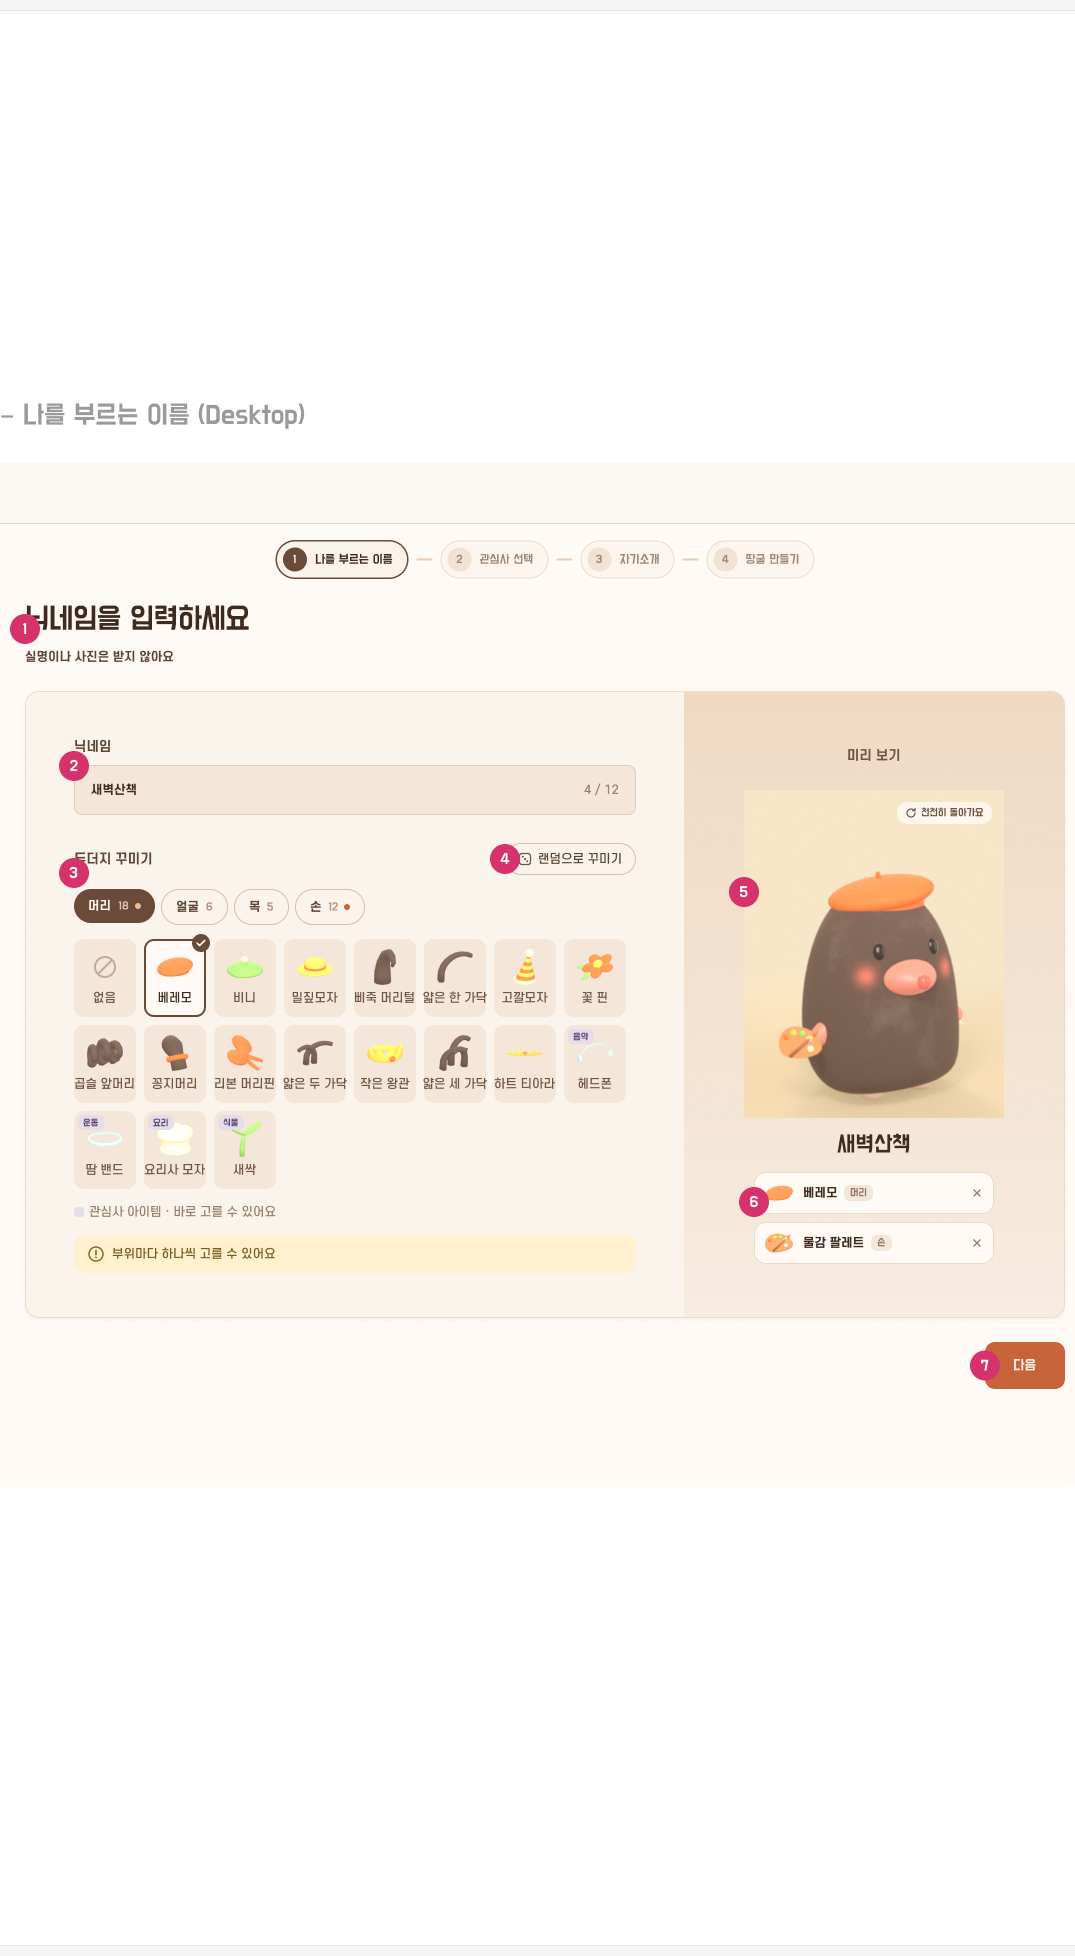 – 나를 부르는 이름 (Desktop)
1 나를 부르는 이름 — 2 관심사 선택 — 3 자기소개 — 4 땅굴 만들기
닉네임을 입력하세요
1
실명이나 사진은 받지 않아요
닉네임
2
새벽산책 4 / 12
두더지 꾸미기
3
4 랜덤으로 꾸미기
머리 18 얼굴 6 목 5 손 12
없음 베레모 비니 밀짚모자 삐죽 머리털 얇은 한 가닥 고깔모자 꽃 핀
음악
곱슬 앞머리 꽁지머리 리본 머리핀 얇은 두 가닥 작은 왕관 얇은 세 가닥 하트 티아라 헤드폰
운동 요리 식물
땀 밴드 요리사 모자 새싹
관심사 아이템 · 바로 고를 수 있어요
부위마다 하나씩 고를 수 있어요
미리 보기
천천히 돌아가요
5
새벽산책
6 베레모 머리 ×
물감 팔레트 손 ×
7 다음